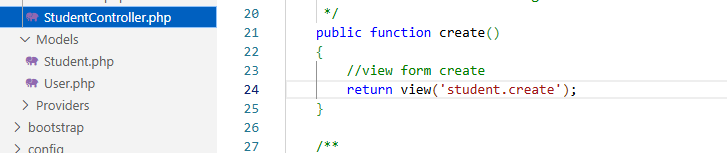 StudentController.php
Models
Student.php
User.php
Providers
bootstrap
config
20 */
21 public function create()
22 {
23 //view form create
24 return view('student.create');
25 }
26
27 /**